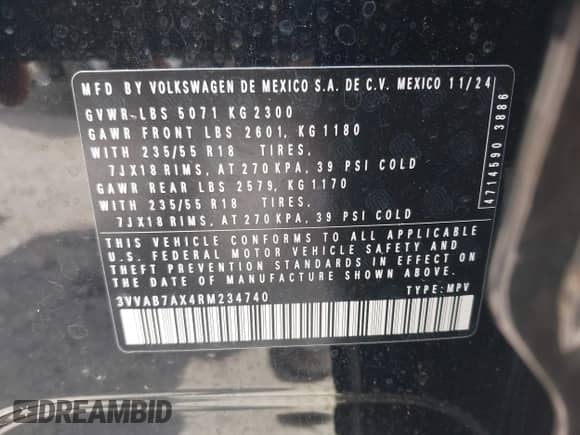 MFD BY VOLKSWAGEN DE MEXICO S.A. DE C.V. MEXICO 11/24
GVWR-LBS 5071 KG 2300
GAWR FRONT LBS 2601, KG 1180
WITH 235/55 R18 TIRES.
7JX18 RIMS, AT 270 KPA, 39 PSI COLD
GAWR REAR LBS 2579, KG 1170
WITH 235/55 R18 TIRES.
7JX18 RIMS, AT 270 KPA, 39 PSI COLD
THIS VEHICLE CONFORMS TO ALL APPLICABLE
U.S. FEDERAL MOTOR VEHICLE SAFETY AND
THEFT PREVENTION STANDARDS IN EFFECT ON
THE DATE OF MANUFACTURE SHOWN ABOVE.
3VVAB7AX4RM234740 TYPE: MPV
4714590 3886
DREAMBID